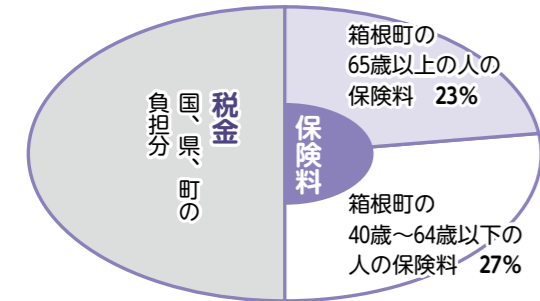 税金
国、県、町の
負担分
保険料
箱根町の
65歳以上の人の
保険料 23%
箱根町の
40歳〜64歳以下の
人の保険料 27%